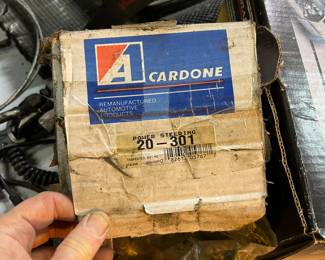 A CARDONE
REMANUFACTURED
AUTOMOTIVE
PRODUCTS
POWER STEERING
20-301